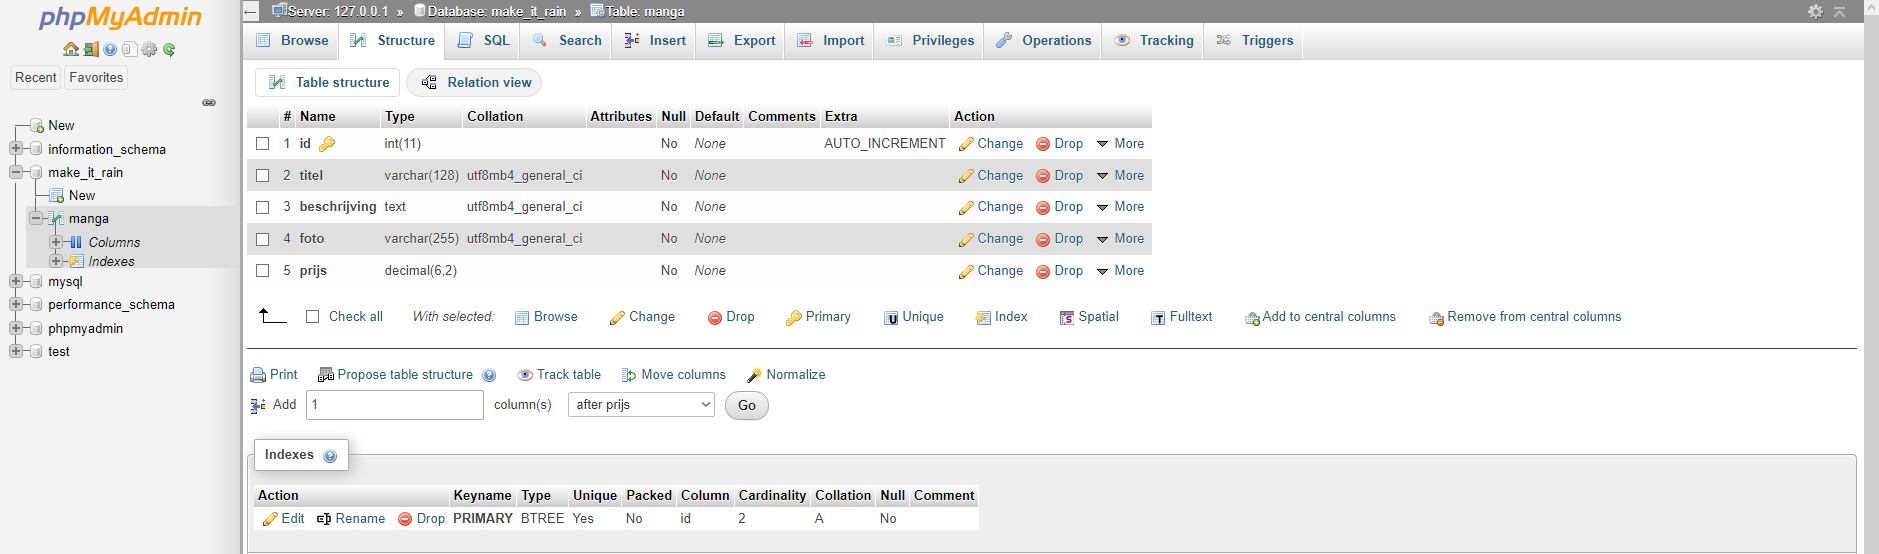 phpMyAdmin
Recent Favorites
New
information_schema
make_it_rain
New
manga
Columns
Indexes
mysql
performance_schema
phpmyadmin
test
Server: 127.0.0.1 » Database: make_it_rain » Table: manga
Browse Structure SQL Search Insert Export Import Privileges Operations Tracking Triggers
Table structure Relation view
# Name Type Collation Attributes Null Default Comments Extra Action
1 id int(11) No None AUTO_INCREMENT Change Drop More
2 titel varchar(128) utf8mb4_general_ci No None Change Drop More
3 beschrijving text utf8mb4_general_ci No None Change Drop More
4 foto varchar(255) utf8mb4_general_ci No None Change Drop More
5 prijs decimal(6,2) No None Change Drop More
Check all With selected: Browse Change Drop Primary Unique Index Spatial Fulltext Add to central columns Remove from central columns
Print Propose table structure Track table Move columns Normalize
Add 1 column(s) after prijs Go
Indexes
Action Keyname Type Unique Packed Column Cardinality Collation Null Comment
Edit Rename Drop PRIMARY BTREE Yes No id 2 A No